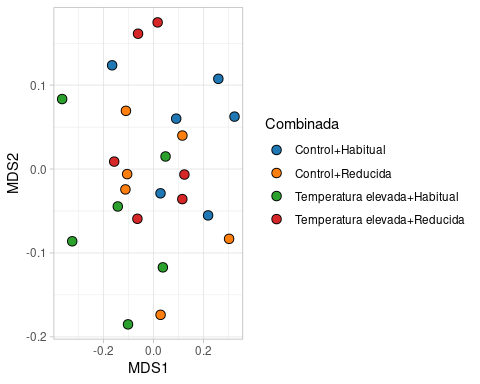 0.1
0.0
-0.1
-0.2
MDS2
-0.2
0.0
0.2
MDS1
Combinada
Control+Habitual
Control+Reducida
Temperatura elevada+Habitual
Temperatura elevada+Reducida